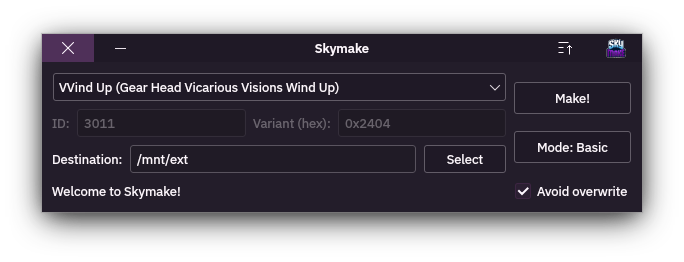 Skymake
SKY
VVind Up (Gear Head Vicarious Visions Wind Up)
Make!
ID: 3011 Variant (hex): 0x2404
Mode: Basic
Destination: /mnt/ext Select
Welcome to Skymake!
Avoid overwrite